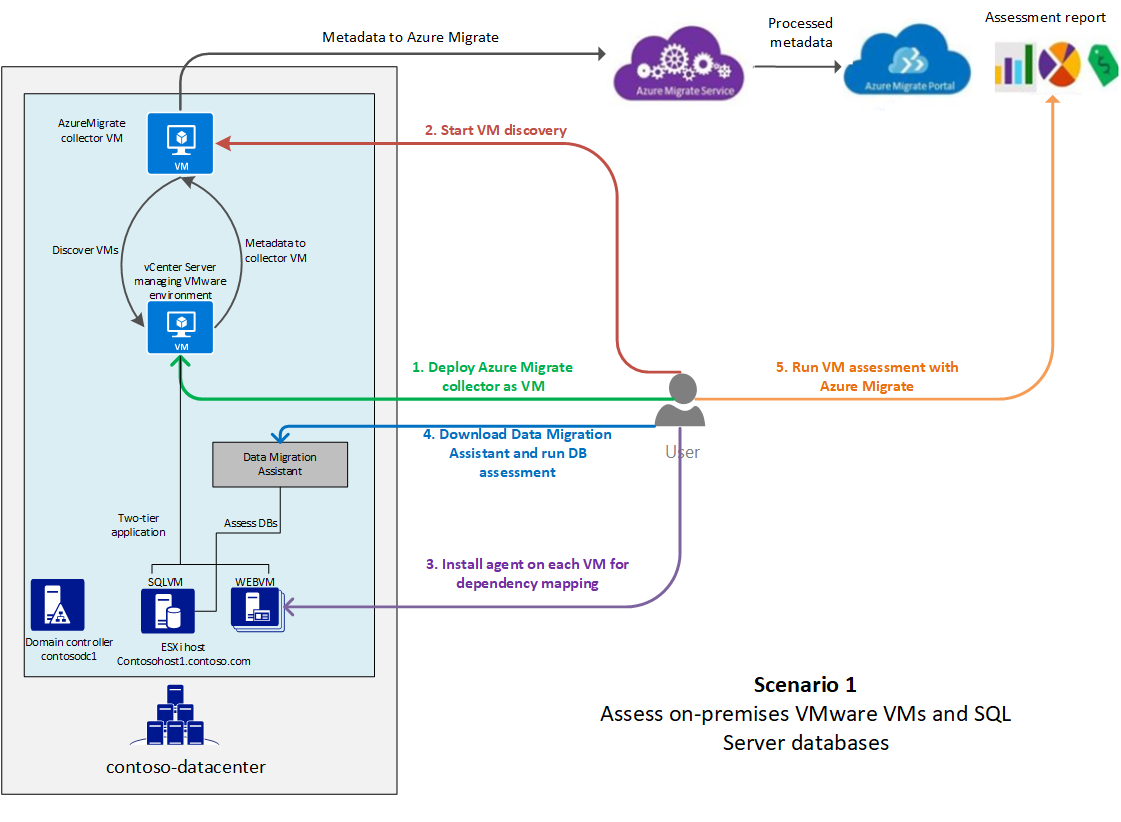 Metadata to Azure Migrate
Processed
metadata
Assessment report
Azure Migrate Service
Azure Migrate Portal
AzureMigrate
collector VM
VM
2. Start VM discovery
Discover VMs
Metadata to
collector VM
vCenter Server
managing VMware
environment
VM
1. Deploy Azure Migrate
collector as VM
5. Run VM assessment with
Azure Migrate
4. Download Data Migration
Assistant and run DB
assessment
User
Data Migration
Assistant
Two-tier
application
Assess DBs
3. Install agent on each VM for
dependency mapping
SQLVM
WEBVM
Domain controller
contosodc1
ESXi host
Contosohost1.contoso.com
Scenario 1
Assess on-premises VMware VMs and SQL
Server databases
contoso-datacenter